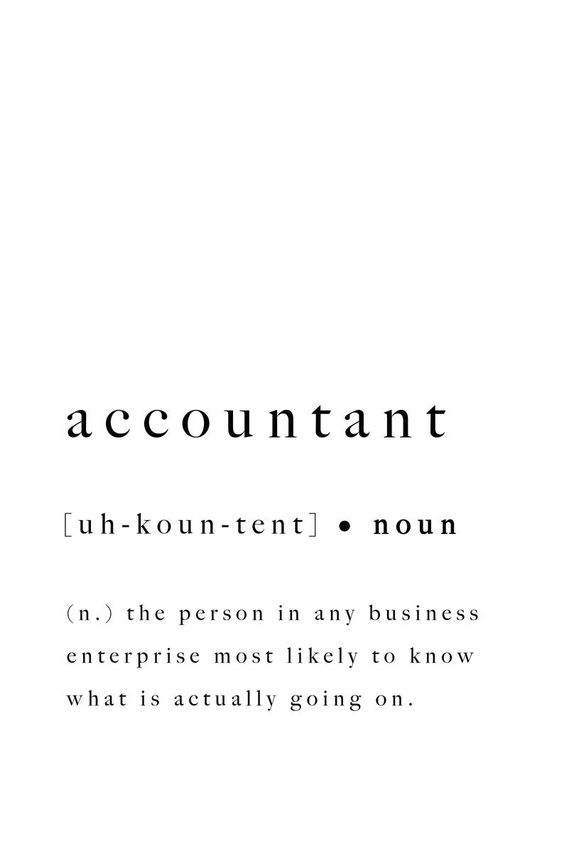 accountant
[uh-koun-tent] • noun
(n.) the person in any business
enterprise most likely to know
what is actually going on.